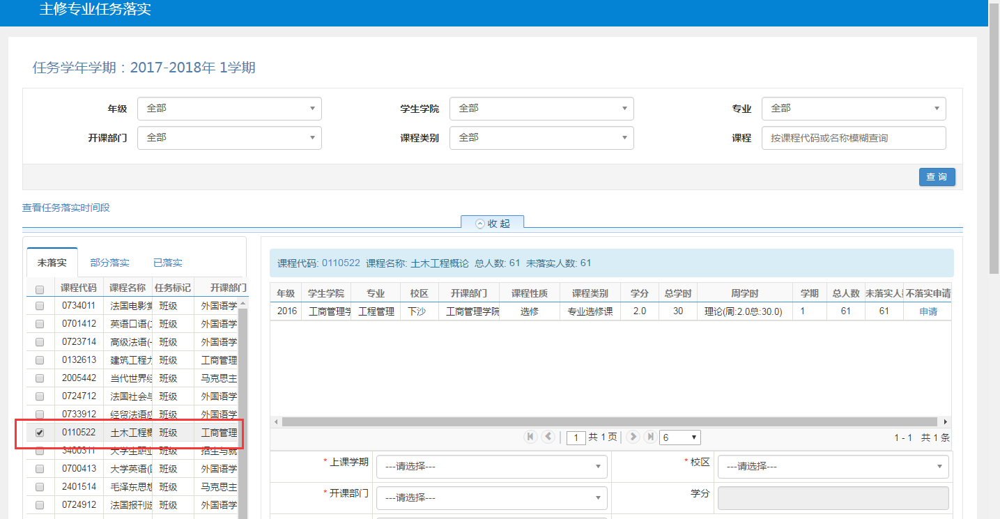 主修专业任务落实
任务学年学期：2017-2018年 1学期
年级 全部 学生学院 全部 专业 全部
开课部门 全部 课程类别 全部 课程 按课程代码或名称模糊查询
查 询
查看任务落实时间段
收 起
未落实 部分落实 已落实
课程代码 课程名称 任务标记 开课部门
0734011 法国电影赏 班级 外国语学
0701412 英语口语( 班级 外国语学
0723714 高级法语(- 班级 外国语学
0132613 建筑工程力 班级 工商管理
2005442 当代世界经 班级 马克思主
0724712 法国社会与 班级 外国语学
0733912 经贸法语应 班级 外国语学
0110522 土木工程概 班级 工商管理
3400311 大学生职业 班级 招生与就
0700413 大学英语( 班级 外国语学
2401514 毛泽东思想 班级 马克思主
0724912 法国报刊选 班级 外国语学
课程代码: 0110522 课程名称: 土木工程概论 总人数: 61 未落实人数: 61
年级 学生学院 专业 校区 开课部门 课程性质 课程类别 学分 总学时 周学时 学期 总人数 未落实人数 不落实申请
2016 工商管理学 工程管理 下沙 工商管理学院 选修 专业选修课 2.0 30 理论(周:2.0总:30.0) 1 61 61 申请
1 共 1 页 6 1 - 1 共 1 条
* 上课学期 ---请选择--- * 校区 ---请选择---
* 开课部门 ---请选择--- 学分